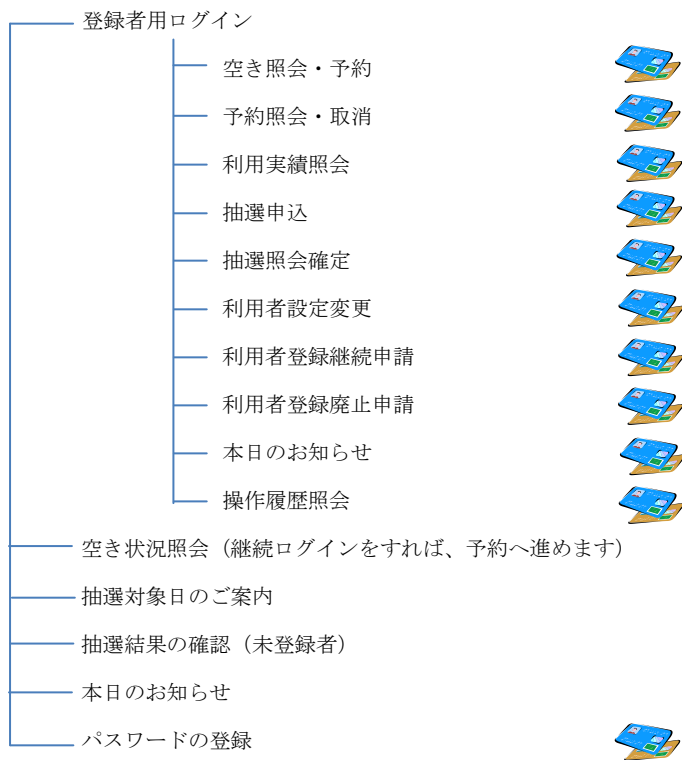 登録者用ログイン
空き照会・予約
予約照会・取消
利用実績照会
抽選申込
抽選照会確定
利用者設定変更
利用者登録継続申請
利用者登録廃止申請
本日のお知らせ
操作履歴照会
空き状況照会（継続ログインをすれば、予約へ進めます）
抽選対象日のご案内
抽選結果の確認（未登録者）
本日のお知らせ
パスワードの登録